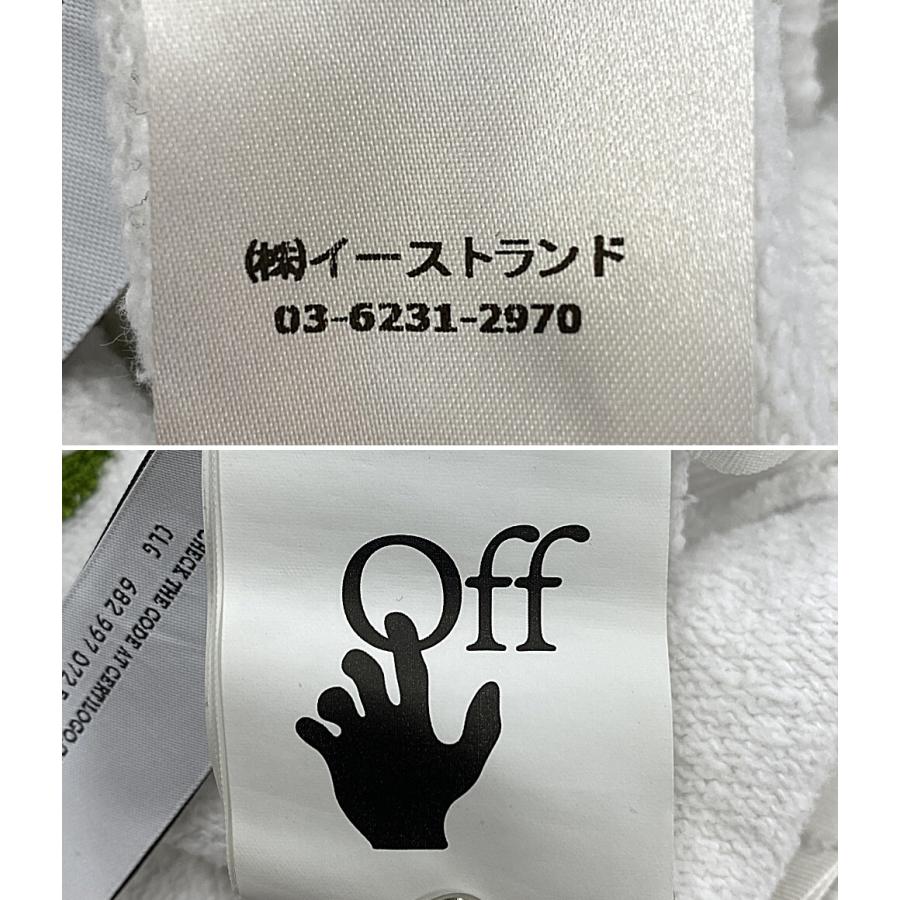 ㈱イーストランド
03-6231-2970
Off
CHECK THE CODE AT CERTILOGO
CLG 682 997 072